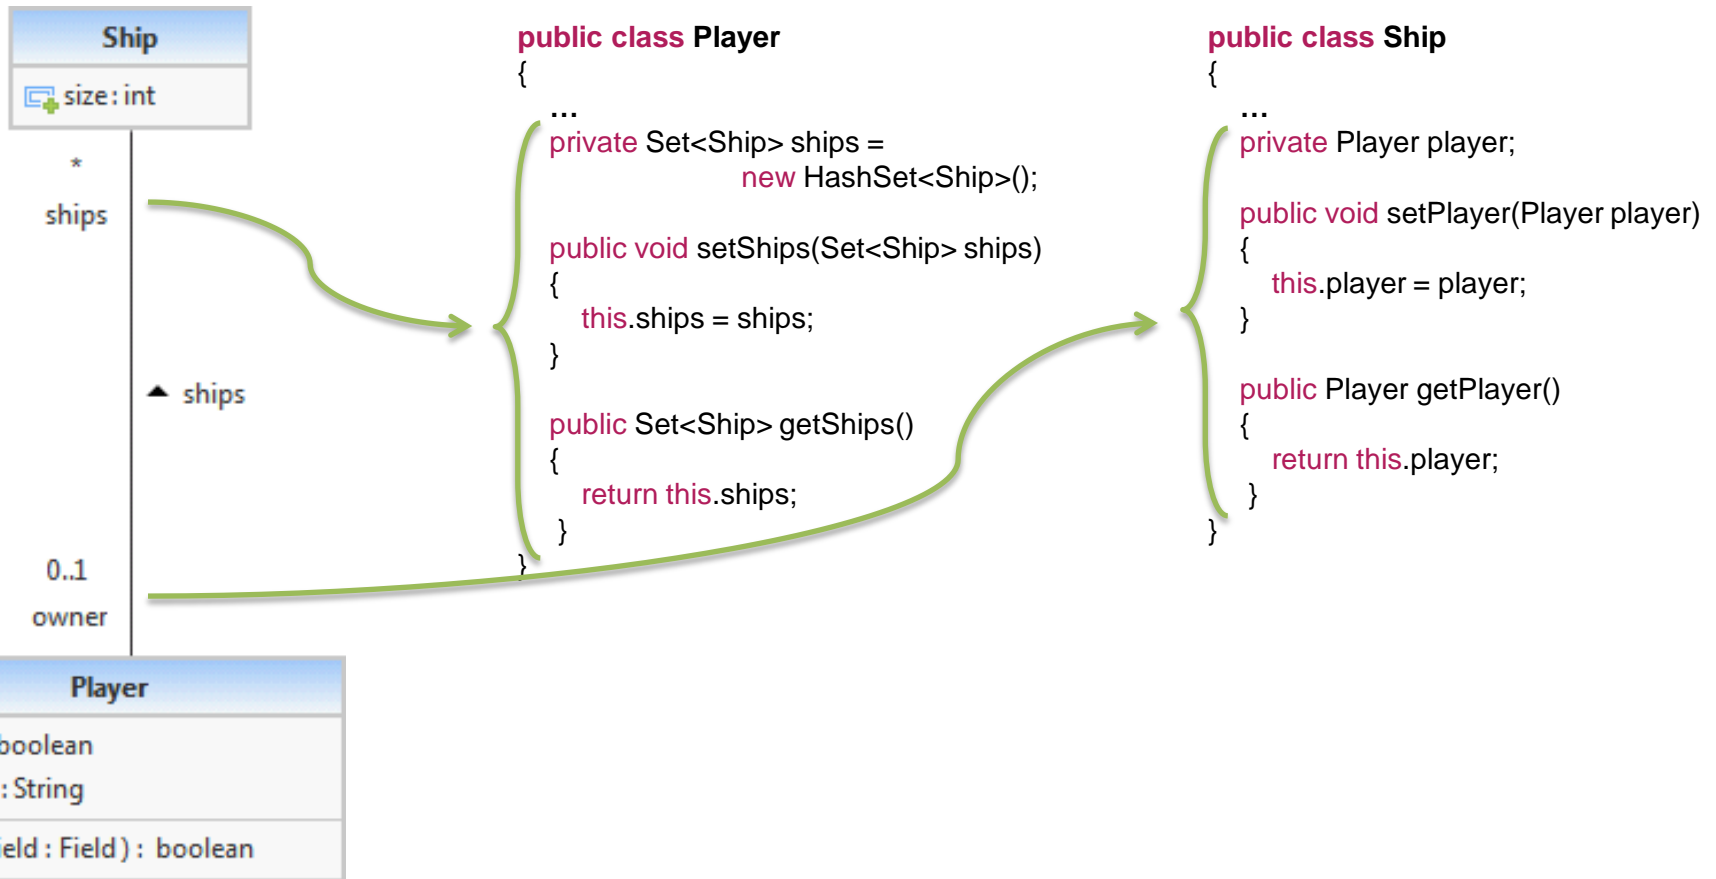 Ship
size : int
*
ships
▲ ships
0..1
owner
Player
boolean
: String
ield : Field ) : boolean
public class Player
{
...
private Set<Ship> ships =
new HashSet<Ship>();
public void setShips(Set<Ship> ships)
{
this.ships = ships;
}
public Set<Ship> getShips()
{
return this.ships;
}
}
public class Ship
{
...
private Player player;
public void setPlayer(Player player)
{
this.player = player;
}
public Player getPlayer()
{
return this.player;
}
}